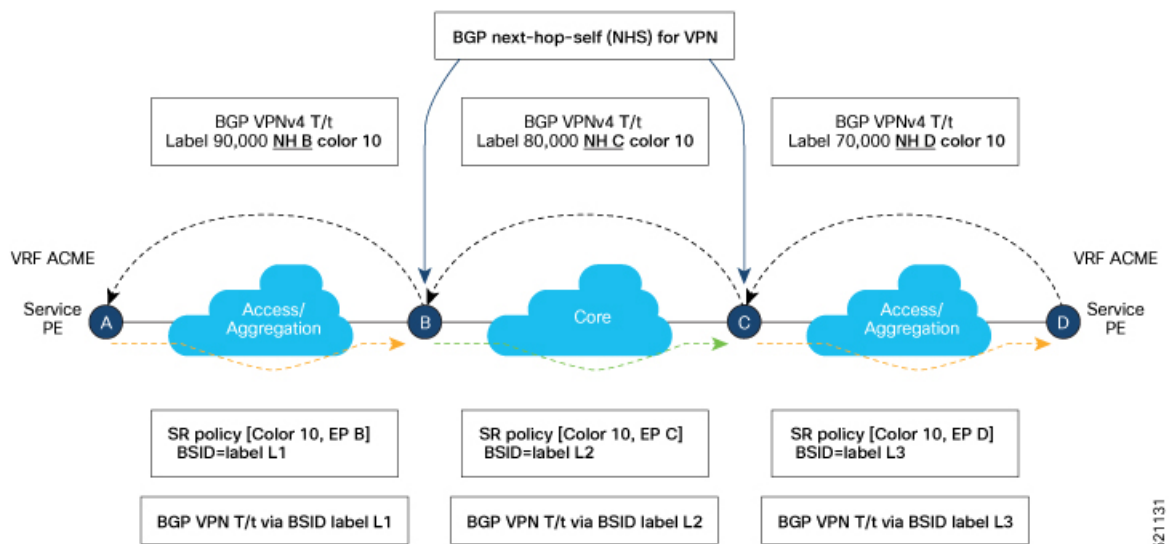 BGP next-hop-self (NHS) for VPN
BGP VPNv4 T/t
Label 90,000 NH B color 10
BGP VPNv4 T/t
Label 80,000 NH C color 10
BGP VPNv4 T/t
Label 70,000 NH D color 10
VRF ACME
VRF ACME
Service
PE
A
Access/
Aggregation
B
Core
C
Access/
Aggregation
D
Service
PE
SR policy [Color 10, EP B]
BSID=label L1
SR policy [Color 10, EP C]
BSID=label L2
SR policy [Color 10, EP D]
BSID=label L3
BGP VPN T/t via BSID label L1
BGP VPN T/t via BSID label L2
BGP VPN T/t via BSID label L3